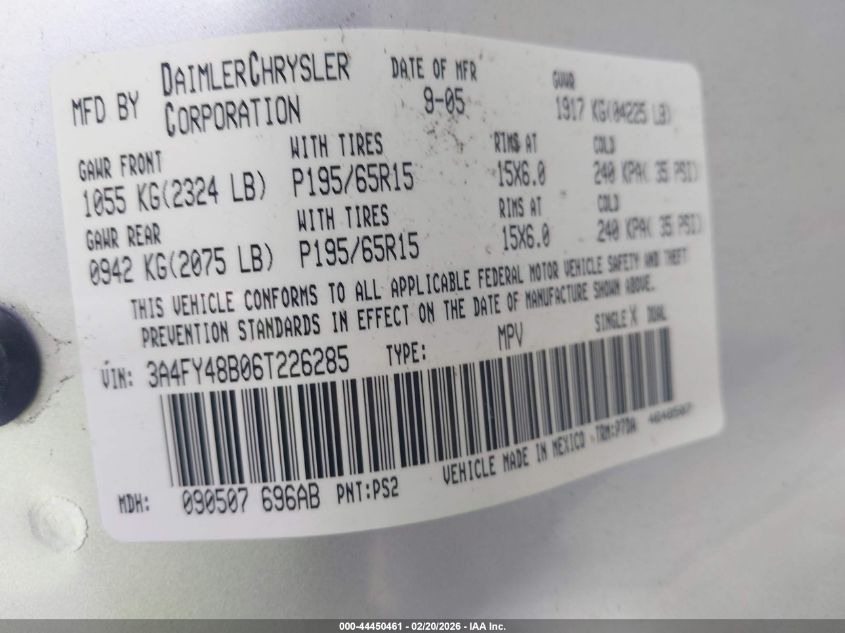 MFD BY DAIMLERCHRYSLER CORPORATION
DATE OF MFR 9-05
GVWR 1917 KG(04225 LB)
GAWR FRONT WITH TIRES RIMS AT COLD
1055 KG(2324 LB) P195/65R15 15X6.0 240 KPA( 35 PSI)
GAWR REAR WITH TIRES RIMS AT COLD
0942 KG(2075 LB) P195/65R15 15X6.0 240 KPA( 35 PSI)
THIS VEHICLE CONFORMS TO ALL APPLICABLE FEDERAL MOTOR VEHICLE SAFETY AND THEFT
PREVENTION STANDARDS IN EFFECT ON THE DATE OF MANUFACTURE SHOWN ABOVE.
VIN: 3A4FY48B06T226285 TYPE: MPV SINGLE X DUAL
VEHICLE MADE IN MEXICO TRM:P7DA 4640507
MDH: 090507 696AB PNT:PS2
000-44450461 - 02/20/2026 - IAA Inc.